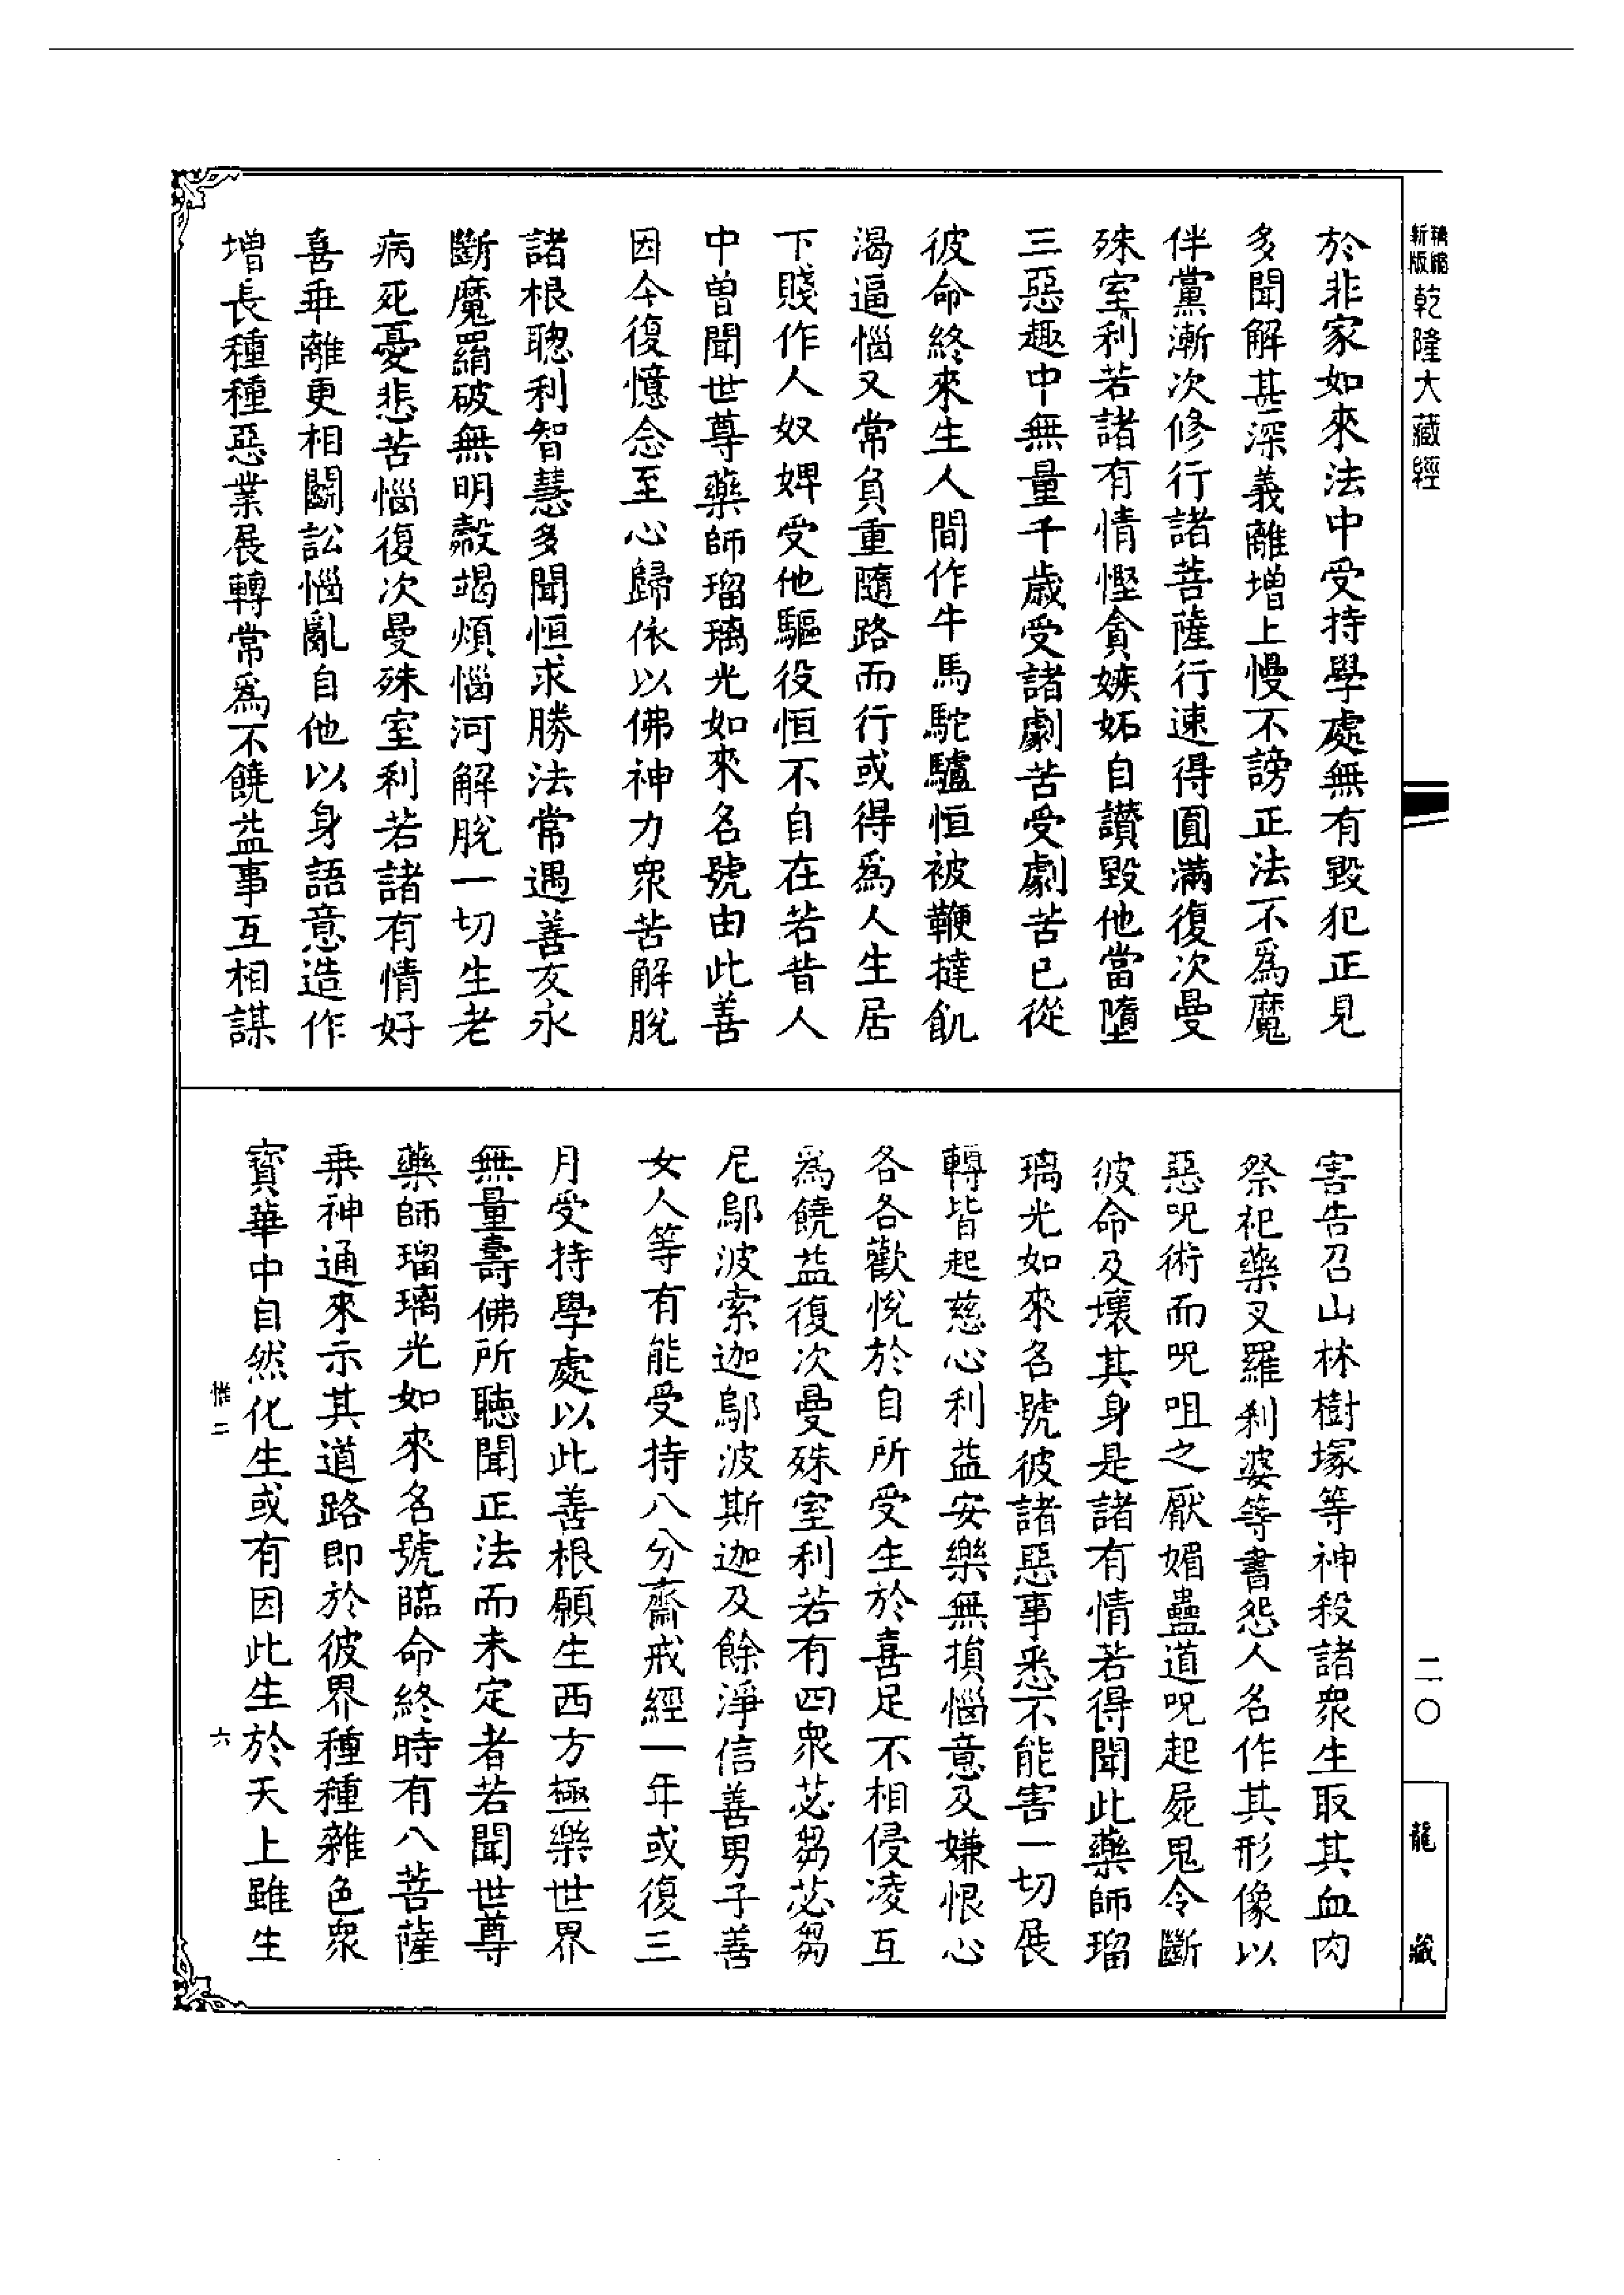 新版
精縮
乾隆大藏經
於非家如來法中受持學處無有毀犯正見
多聞解甚深義離增上慢不謗正法不爲魔
伴黨漸次修行諸菩薩行速得圓滿復次曼
殊室利若諸有情慳貪嫉妬自讃毀他當墮
三惡趣中無量千歲受諸劇苦受劇苦已從
彼命終來生人間作牛馬駝驢恒被鞭撻飢
渴逼惱又常負重隨路而行或得爲人生居
下賤作人奴婢受他驅役恒不自在若昔人
中曾聞世尊藥師瑠璃光如來名號由此善
因今復憶念至心歸依以佛神力衆苦解脫
諸根聰利智慧多聞恒求勝法常遇善友永
斷魔羂破無明㲉竭煩惱河解脫一切生老
病死憂悲苦惱復次曼殊室利若諸有情好
喜乖離更相鬬訟惱亂自他以身語意造作
增長種種惡業展轉常爲不饒益事互相謀
害告召山林樹塚等神殺諸衆生取其血肉
祭祀藥叉羅剎婆等書怨人名作其形像以
惡呪術而呪咀之厭媚蠱道呪起屍鬼令斷
彼命及壞其身是諸有情若得聞此藥師瑠
璃光如來名號彼諸惡事悉不能害一切展
轉皆起慈心利益安樂無損惱意及嫌恨心
各各歡悅於自所受生於喜足不相侵凌互
爲饒益復次曼殊室利若有四衆苾芻苾芻
尼鄔波索迦鄔波斯迦及餘淨信善男子善
女人等有能受持八分齋戒經一年或復三
月受持學處以此善根願生西方極樂世界
無量壽佛所聽聞正法而未定者若聞世尊
藥師瑠璃光如來名號臨命終時有八菩薩
乗神通來示其道路即於彼界種種雜色衆
寳華中自然化生或有因此生於天上雖生
惟二
六
二〇
龍藏